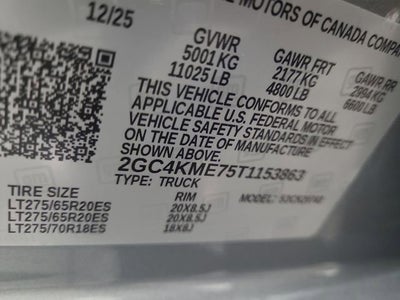 12/25
MOTORS OF CANADA COMPA
GVWR GAWR FRT GAWR RR
5001 KG 2177 KG 2994 KG
11025 LB 4800 LB 6600 LB
THIS VEHICLE CONFORMS TO ALL APPLICABLE
U.S. FEDERAL MOTOR
VEHICLE SAFETY STANDARDS IN EFFECT
ON THE DATE OF MANUFACTURE
SHOWN ABOVE.
2GC4KME75T1153863
TYPE: TRUCK
TIRE SIZE RIM
LT275/65R20ES 20X8.5J
LT275/65R20ES 20X8.5J
LT275/70R18ES 18X8J